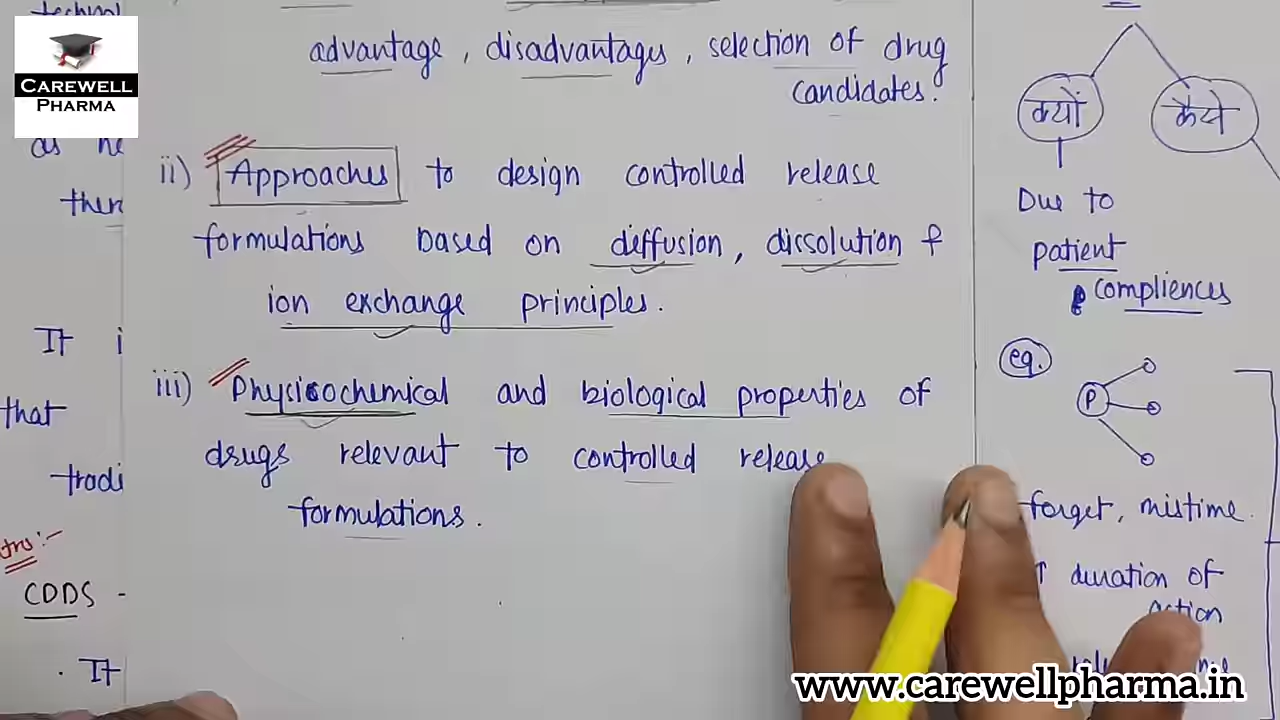 CAREWELL
PHARMA
advantage, disadvantages, selection of drug
candidates.
ii) Approaches to design controlled release
formulations based on diffusion, dissolution &
ion exchange principles.
iii) Physicochemical and biological properties of
drugs relevant to controlled release
formulations.
as
It
that
CDDS -
. It
क्यों
कैसे
Due to
patient
compliences
eg.
P
forget, mistime.
↑ duration of
action
www.carewellpharma.in